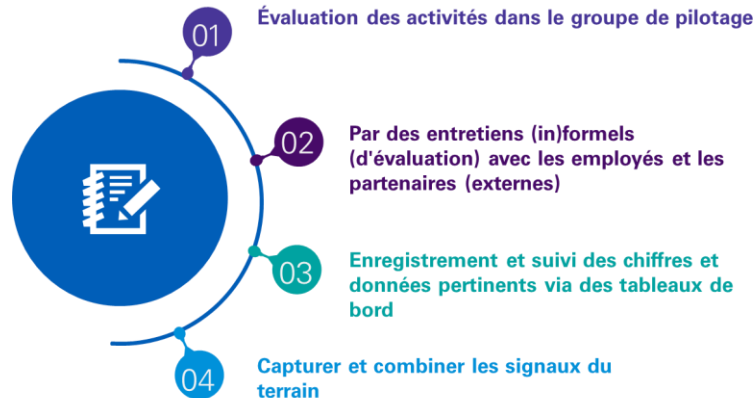 01
Évaluation des activités dans le groupe de pilotage
02
Par des entretiens (in)formels
(d'évaluation) avec les employés et les
partenaires (externes)
03
Enregistrement et suivi des chiffres et
données pertinents via des tableaux de
bord
04
Capturer et combiner les signaux du
terrain